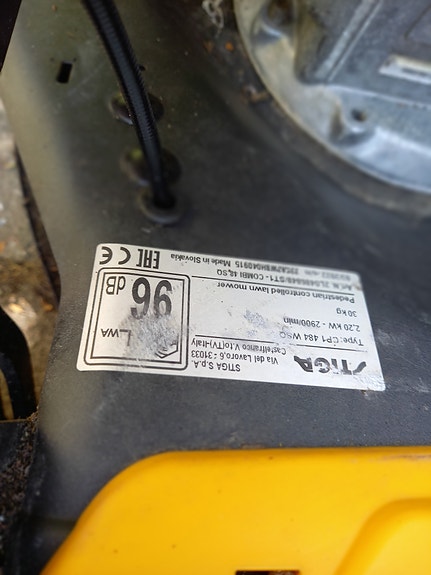 STIGA
STIGA S.p.A.
Via del Lavoro, 6 - 31033
Castelfranco V.to(TV)-Italy
Type: CP1 484 WSQ
2.20 kW - 2900/min
30 kg
Pedestrian controlled lawn mower
COMBI 48 SQ
Made in Slovakia
LWA
96
dB
CE
EAC